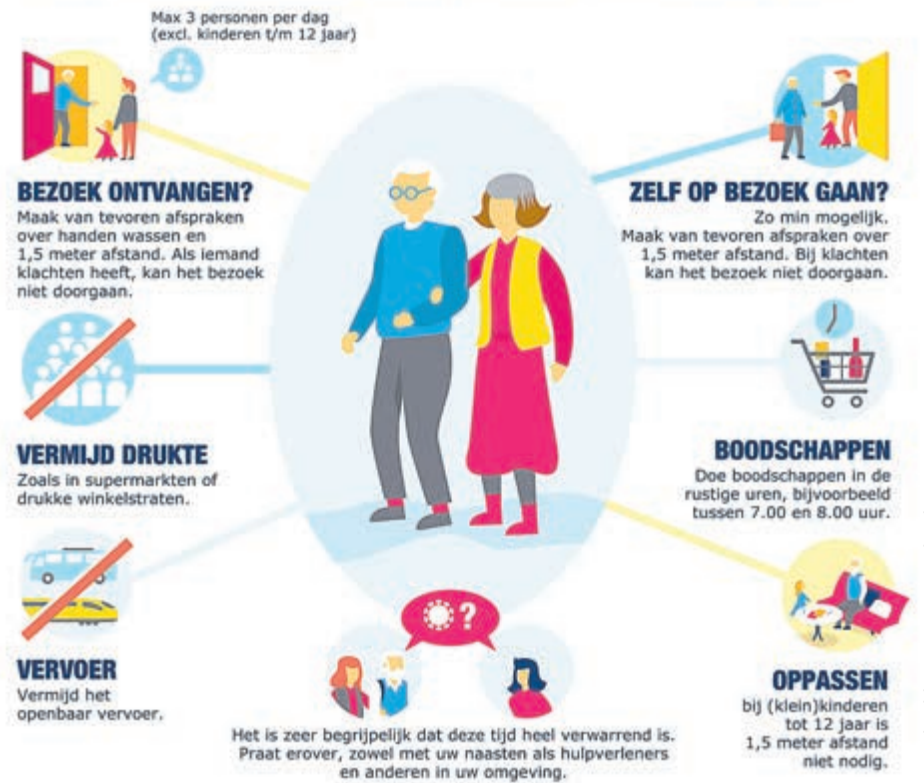 Max 3 personen per dag
(excl. kinderen t/m 12 jaar)
BEZOEK ONTVANGEN?
Maak van tevoren afspraken
over handen wassen en
1,5 meter afstand. Als iemand
klachten heeft, kan het bezoek
niet doorgaan.
ZELF OP BEZOEK GAAN?
Zo min mogelijk.
Maak van tevoren afspraken over
1,5 meter afstand. Bij klachten
kan het bezoek niet doorgaan.
VERMIJD DRUKTE
Zoals in supermarkten of
drukke winkelstraten.
BOODSCHAPPEN
Doe boodschappen in de
rustige uren, bijvoorbeeld
tussen 7.00 en 8.00 uur.
VERVOER
Vermijd het
openbaar vervoer.
?
Het is zeer begrijpelijk dat deze tijd heel verwarrend is.
Praat erover, zowel met uw naasten als hulpverleners
en anderen in uw omgeving.
OPPASSEN
bij (klein)kinderen
tot 12 jaar is
1,5 meter afstand
niet nodig.